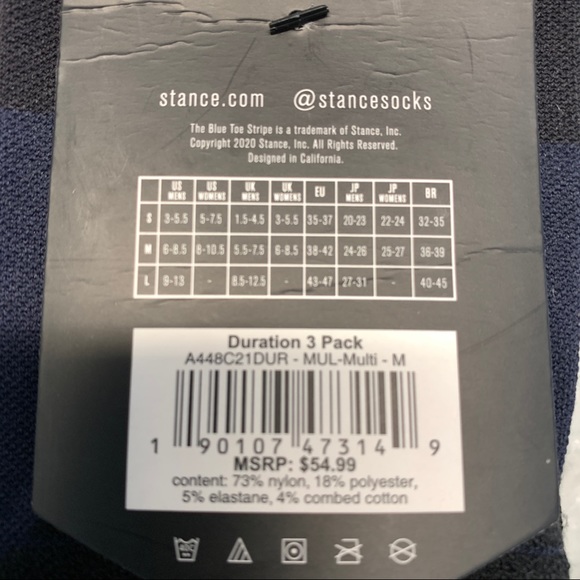 stance.com @stancesocks
The Blue Toe Stripe is a trademark of Stance, Inc.
Copyright 2020 Stance, Inc. All Rights Reserved.
Designed in California.
US MENS US WOMENS UK MENS UK WOMENS EU JP MENS JP WOMENS BR
S 3-5.5 5-7.5 1.5-4.5 3-5.5 35-37 20-23 22-24 32-35
M 6-8.5 8-10.5 5.5-7.5 6-8.5 38-42 24-26 25-27 36-39
L 9-13 - 8.5-12.5 - 43-47 27-31 - 40-45
Duration 3 Pack
A448C21DUR - MUL-Multi - M
1 90107 47314 9
MSRP: $54.99
content: 73% nylon, 18% polyester,
5% elastane, 4% combed cotton